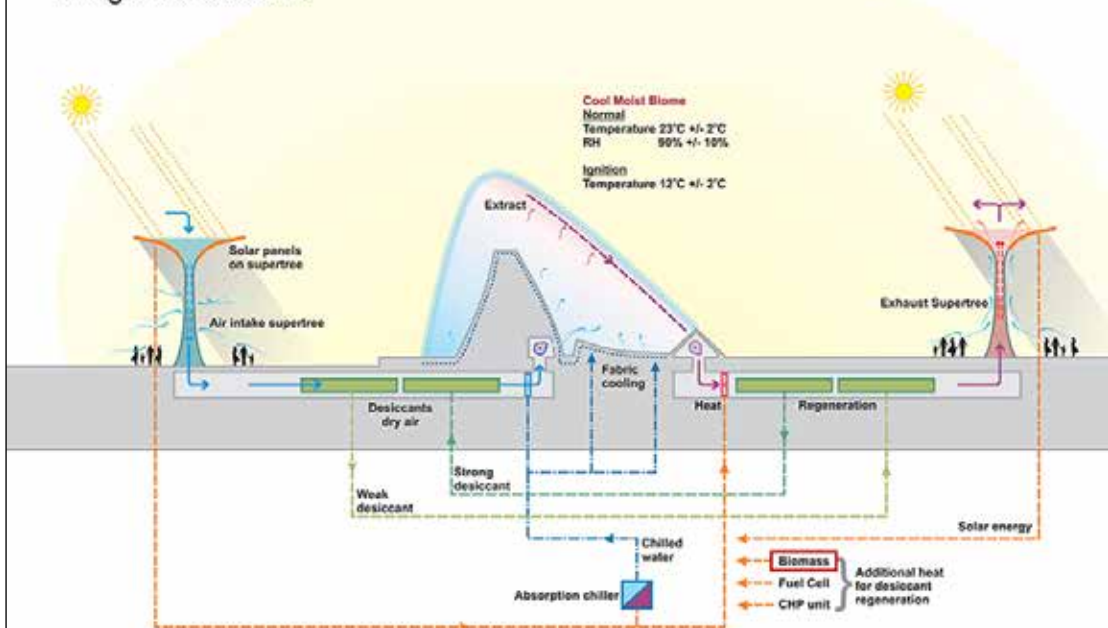 Cool Moist Biome
Normal
Temperature 23°C +/- 2°C
RH 90% +/- 10%
Ignition
Temperature 12°C +/- 2°C
Extract
Solar panels
on supertree
Air intake supertree
Exhaust Supertree
Fabric
cooling
Desiccants
dry air
Heat
Regeneration
Strong
desiccant
Weak
desiccant
Solar energy
Chilled
water
Biomass
Fuel Cell
CHP unit
Additional heat
for desiccant
regeneration
Absorption chiller